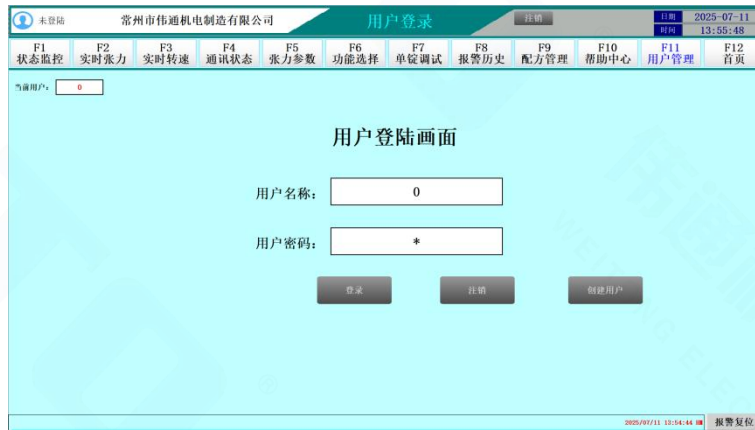 未登陆
常州市伟通机电制造有限公司
用户登录
注销
日期 2025-07-11
时间 13:55:48
F1 F2 F3 F4 F5 F6 F7 F8 F9 F10 F11 F12
状态监控 实时张力 实时转速 通讯状态 张力参数 功能选择 单锭调试 报警历史 配方管理 帮助中心 用户管理 首页
当前用户: 0
用户登陆画面
用户名称: 0
用户密码: *
登录 注销 创建用户
2025/07/11 13:54:44 报警复位